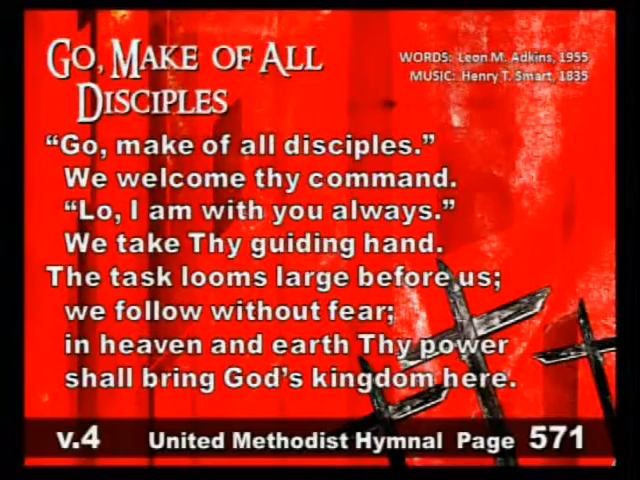 Go, Make of All
Disciples
WORDS: Leon M. Adkins, 1955
MUSIC: Henry T. Smart, 1835
“Go, make of all disciples.”
We welcome thy command.
“Lo, I am with you always.”
We take Thy guiding hand.
The task looms large before us;
we follow without fear;
in heaven and earth Thy power
shall bring God’s kingdom here.
v.4 United Methodist Hymnal Page 571